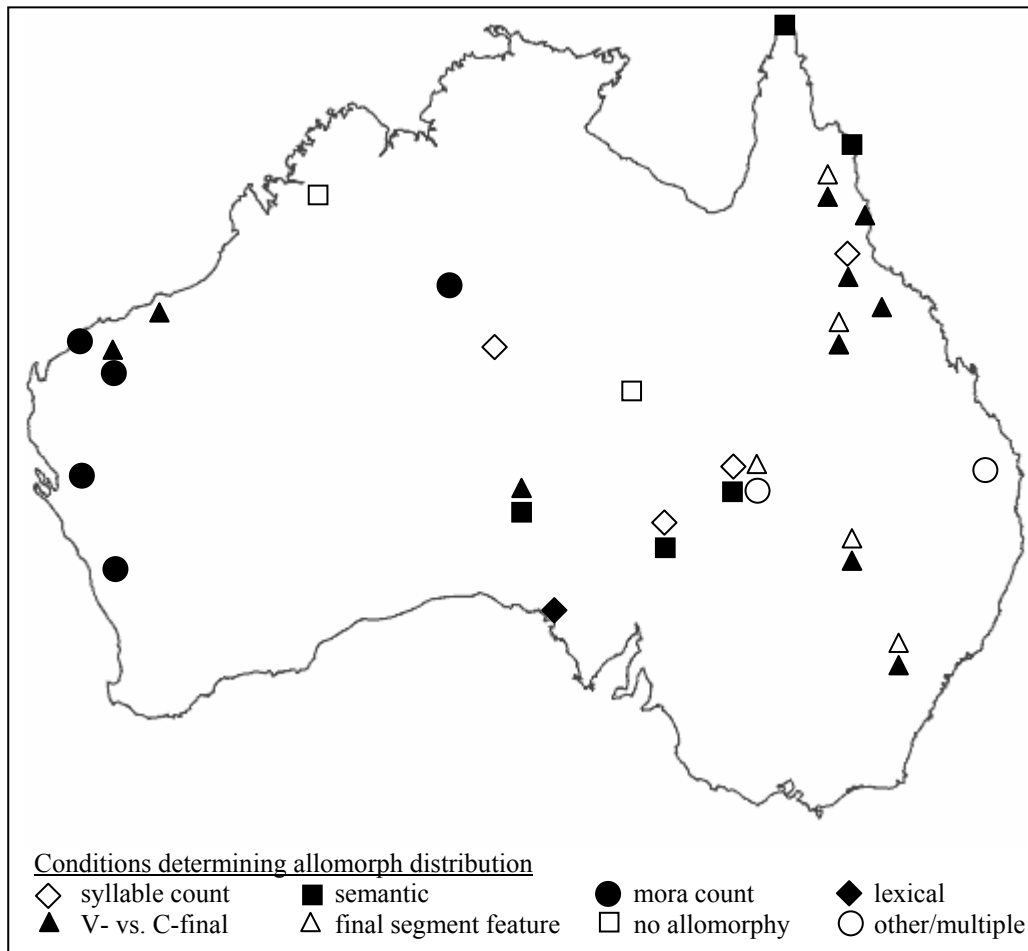 Conditions determining allomorph distribution
syllable count semantic mora count lexical
V- vs. C-final final segment feature no allomorphy other/multiple